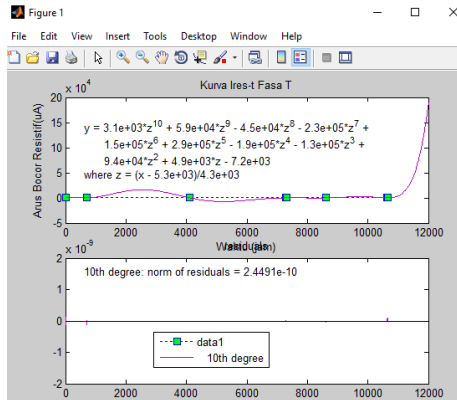 Figure 1
File Edit View Insert Tools Desktop Window Help
Kurva Ires-t Fasa T
x 10^4
Arus Bocor Resistif(uA)
20
15
10
5
0
-5
y = 3.1e+03*z^10 + 5.9e+04*z^9 - 4.5e+04*z^8 - 2.3e+05*z^7 +
1.5e+05*z^6 + 2.9e+05*z^5 - 1.9e+05*z^4 - 1.3e+05*z^3 +
9.4e+04*z^2 + 4.9e+03*z - 7.2e+03
where z = (x - 5.3e+03)/4.3e+03
0 2000 4000 6000 8000 10000 12000
residuals
x 10^-9
2
1
0
-1
-2
10th degree: norm of residuals = 2.4491e-10
data1
10th degree
0 2000 4000 6000 8000 10000 12000